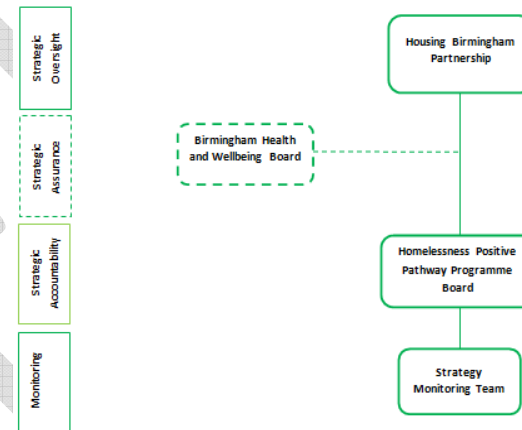 Strategic
Oversight
Housing Birmingham
Partnership
Strategic
Assurance
Birmingham Health
and Wellbeing Board
Strategic
Accountability
Homelessness Positive
Pathway Programme
Board
Monitoring
Strategy
Monitoring Team